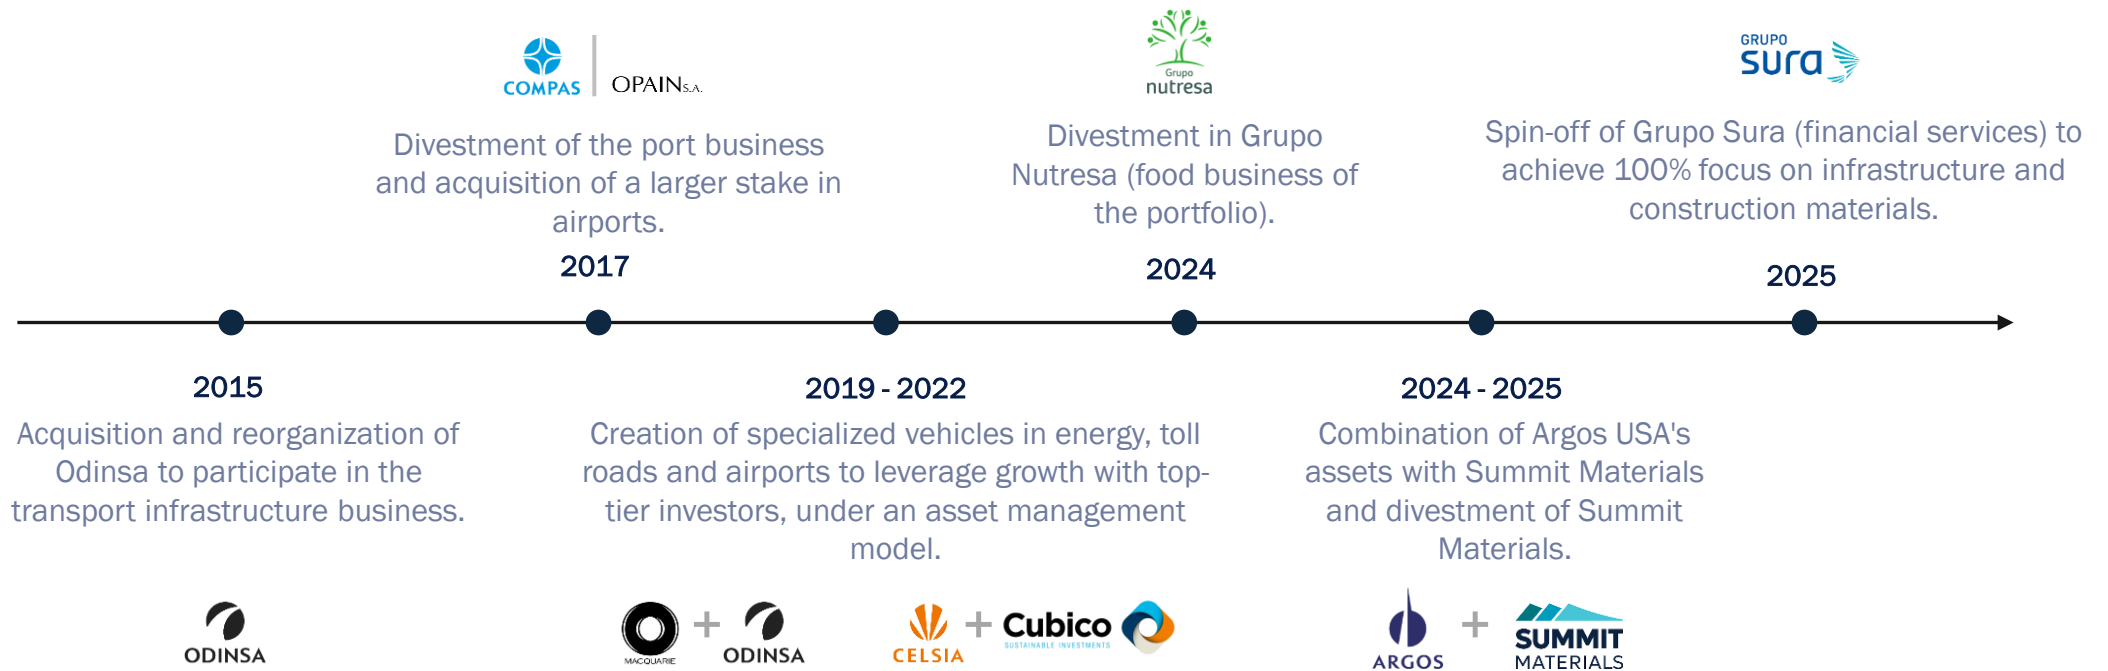 COMPAS
OPAIN S.A.
Divestment of the port business
and acquisition of a larger stake in
airports.
2017
Grupo
nutresa
Divestment in Grupo
Nutresa (food business of
the portfolio).
2024
GRUPO
sura
Spin-off of Grupo Sura (financial services) to
achieve 100% focus on infrastructure and
construction materials.
2025
2015
Acquisition and reorganization of
Odinsa to participate in the
transport infrastructure business.
ODINSA
2019 - 2022
Creation of specialized vehicles in energy, toll
roads and airports to leverage growth with top-
tier investors, under an asset management
model.
MACQUARIE
+
ODINSA
CELSIA
+
Cubico
SUSTAINABLE INVESTMENTS
2024 - 2025
Combination of Argos USA's
assets with Summit Materials
and divestment of Summit
Materials.
ARGOS
+
SUMMIT
MATERIALS